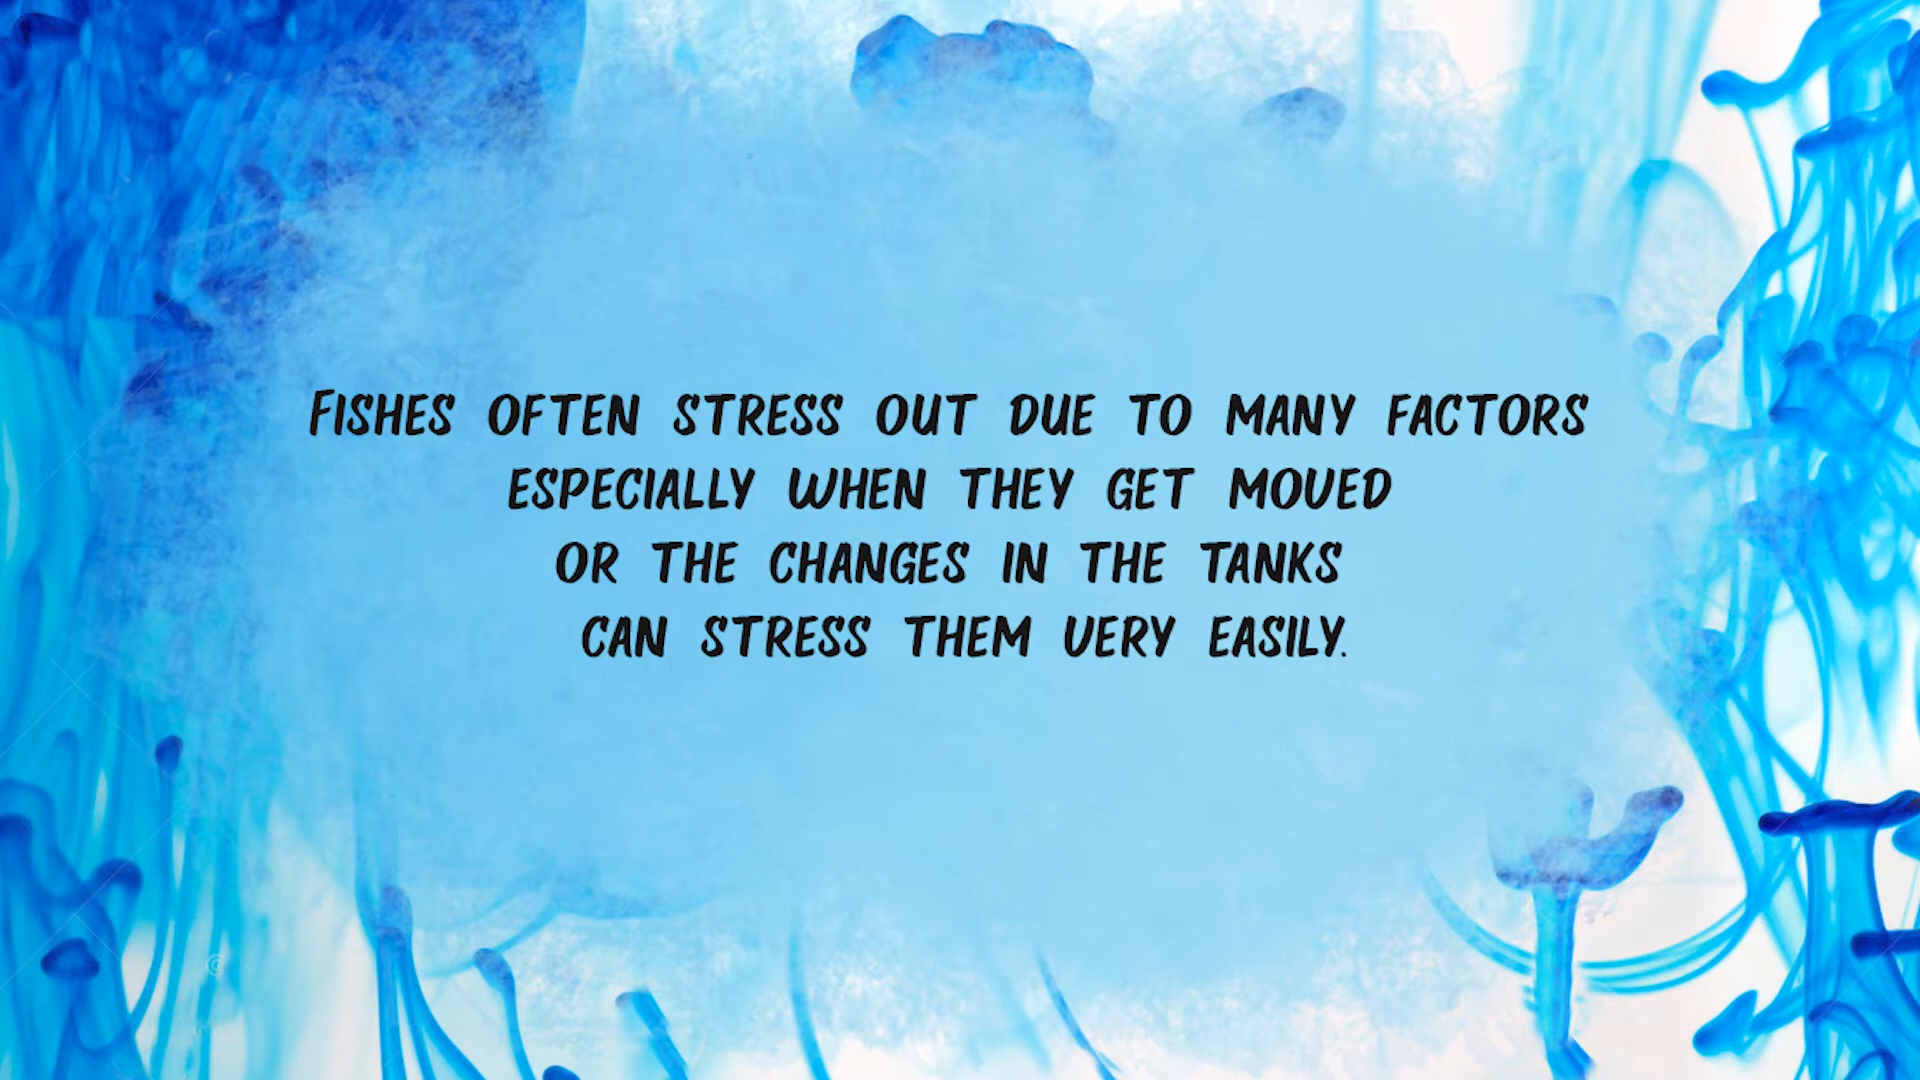 Fishes often stress out due to many factors
especially when they get moved
or the changes in the tanks
can stress them very easily.